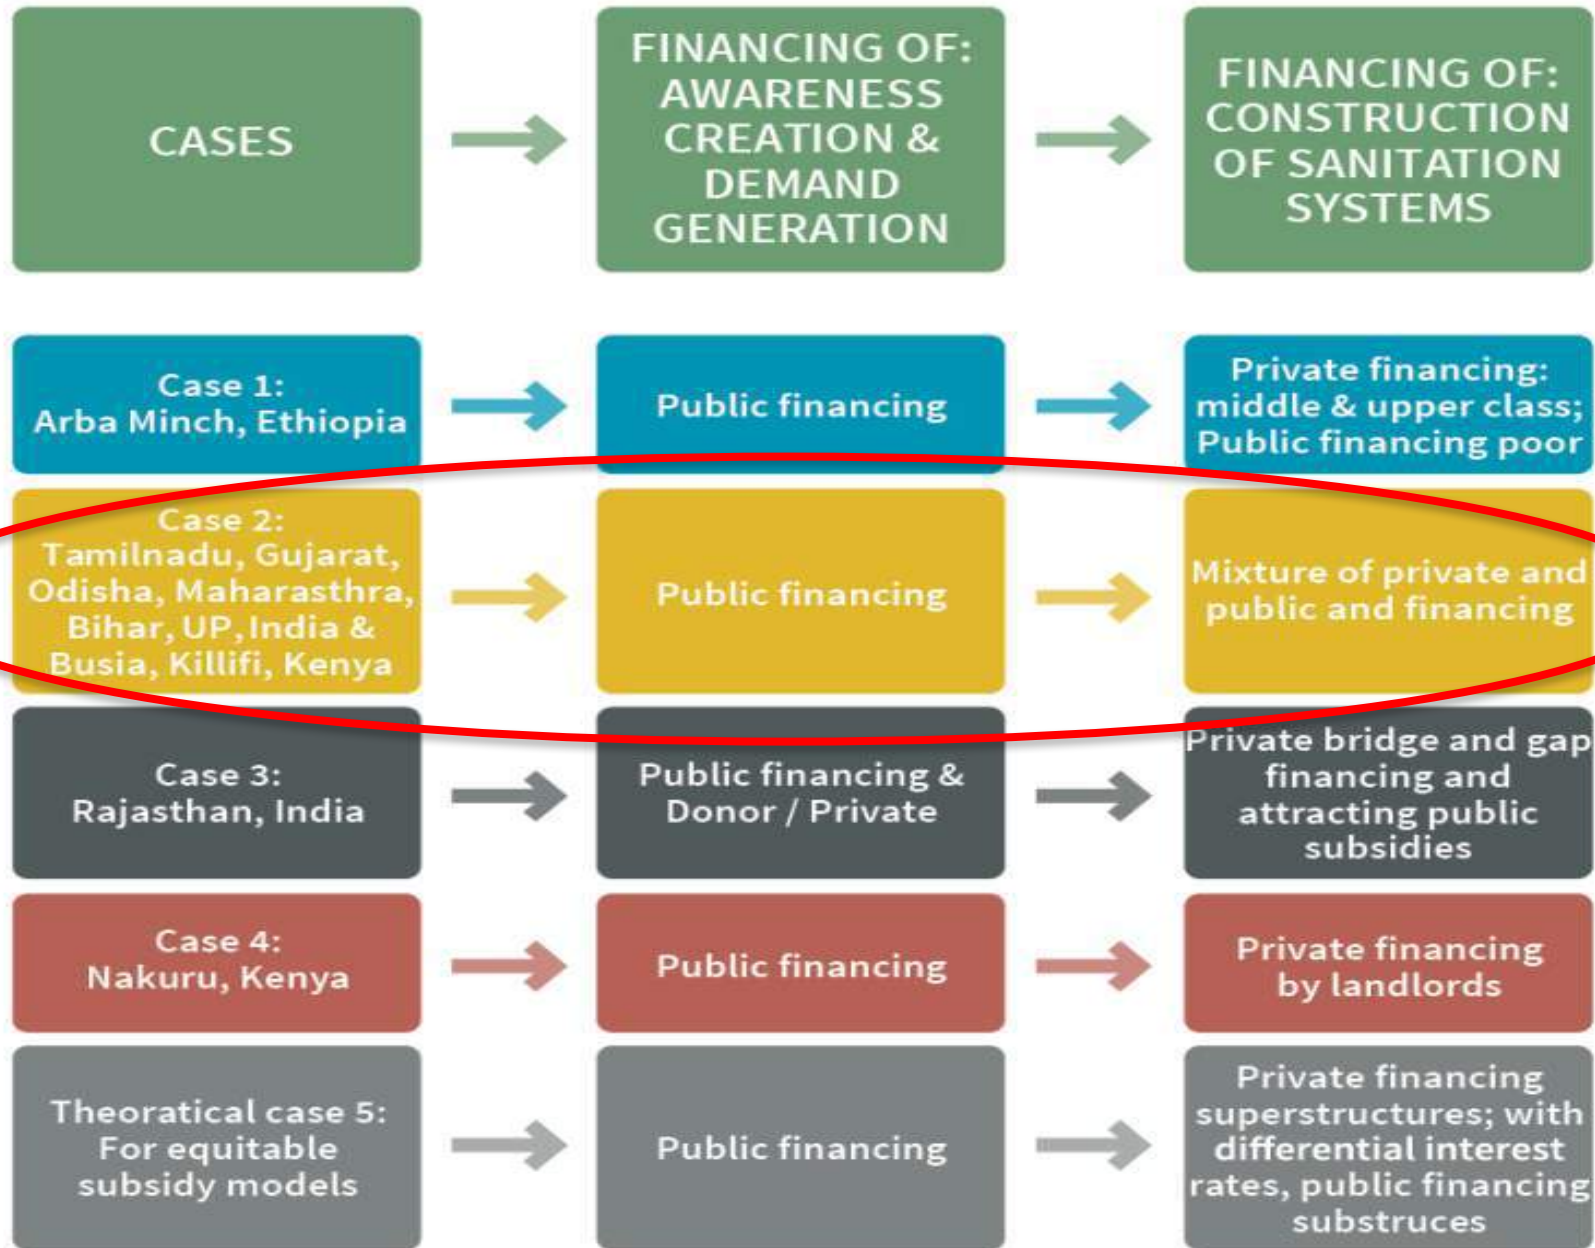 CASES
FINANCING OF:
AWARENESS
CREATION &
DEMAND
GENERATION
FINANCING OF:
CONSTRUCTION
OF SANITATION
SYSTEMS
Case 1:
Arba Minch, Ethiopia
Public financing
Private financing:
middle & upper class;
Public financing poor
Case 2:
Tamilnadu, Gujarat,
Odisha, Maharasthra,
Bihar, UP, India &
Busia, Killifi, Kenya
Public financing
Mixture of private and
public and financing
Case 3:
Rajasthan, India
Public financing &
Donor / Private
Private bridge and gap
financing and
attracting public
subsidies
Case 4:
Nakuru, Kenya
Public financing
Private financing
by landlords
Theoratical case 5:
For equitable
subsidy models
Public financing
Private financing
superstructures; with
differential interest
rates, public financing
substruces